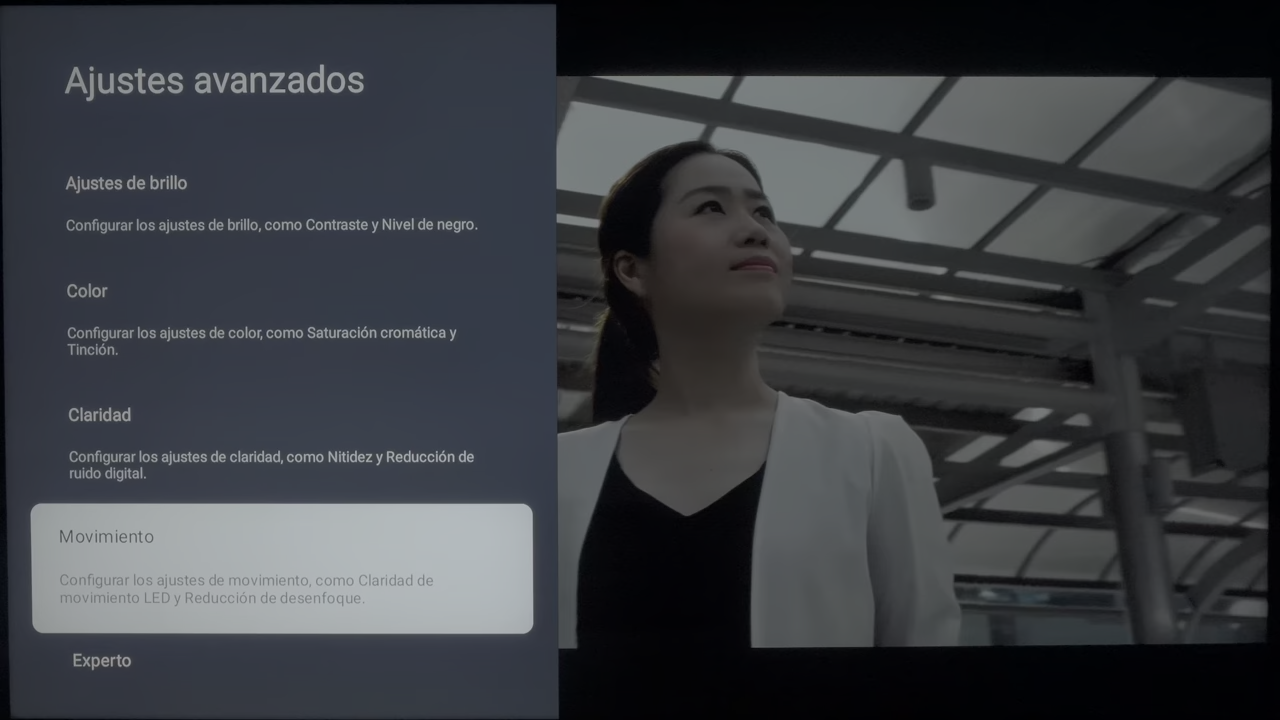 Ajustes avanzados
Ajustes de brillo
Configurar los ajustes de brillo, como Contraste y Nivel de negro.
Color
Configurar los ajustes de color, como Saturación cromática y
Tinción.
Claridad
Configurar los ajustes de claridad, como Nitidez y Reducción de
ruido digital.
Movimiento
Configurar los ajustes de movimiento, como Claridad de
movimiento LED y Reducción de desenfoque.
Experto